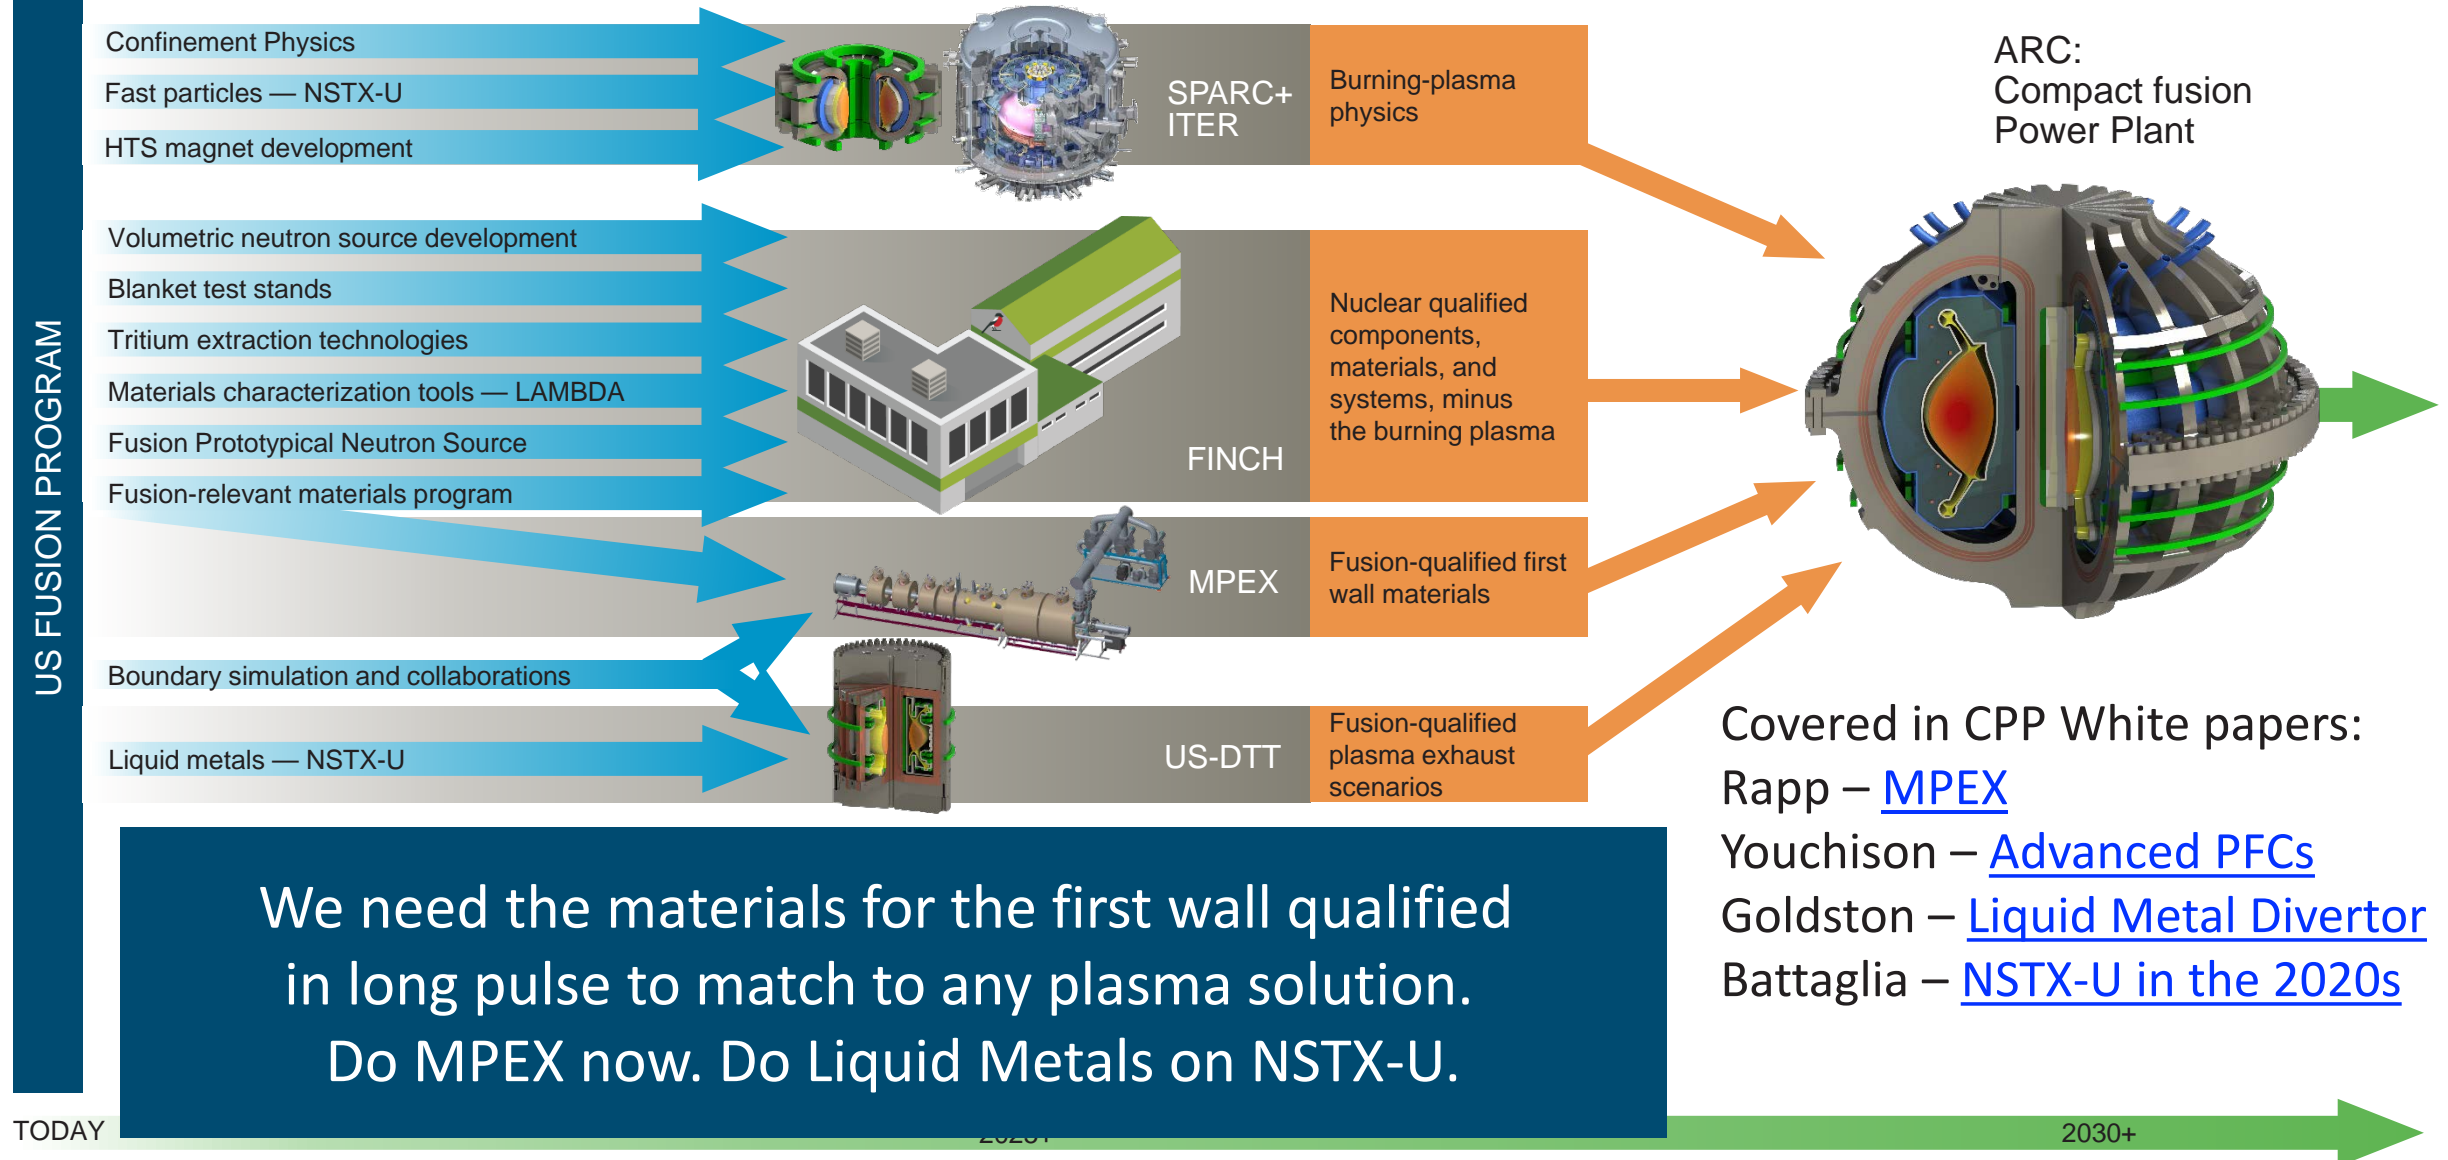 US FUSION PROGRAM
Confinement Physics
Fast particles — NSTX-U
HTS magnet development
SPARC+
ITER
Burning-plasma
physics
ARC:
Compact fusion
Power Plant
Volumetric neutron source development
Blanket test stands
Tritium extraction technologies
Materials characterization tools — LAMBDA
Fusion Prototypical Neutron Source
Fusion-relevant materials program
FINCH
Nuclear qualified
components,
materials, and
systems, minus
the burning plasma
MPEX
Fusion-qualified first
wall materials
Boundary simulation and collaborations
Liquid metals — NSTX-U
US-DTT
Fusion-qualified
plasma exhaust
scenarios
Covered in CPP White papers:
Rapp – MPEX
Youchison – Advanced PFCs
Goldston – Liquid Metal Divertor
Battaglia – NSTX-U in the 2020s
We need the materials for the first wall qualified
in long pulse to match to any plasma solution.
Do MPEX now. Do Liquid Metals on NSTX-U.
TODAY
2030+